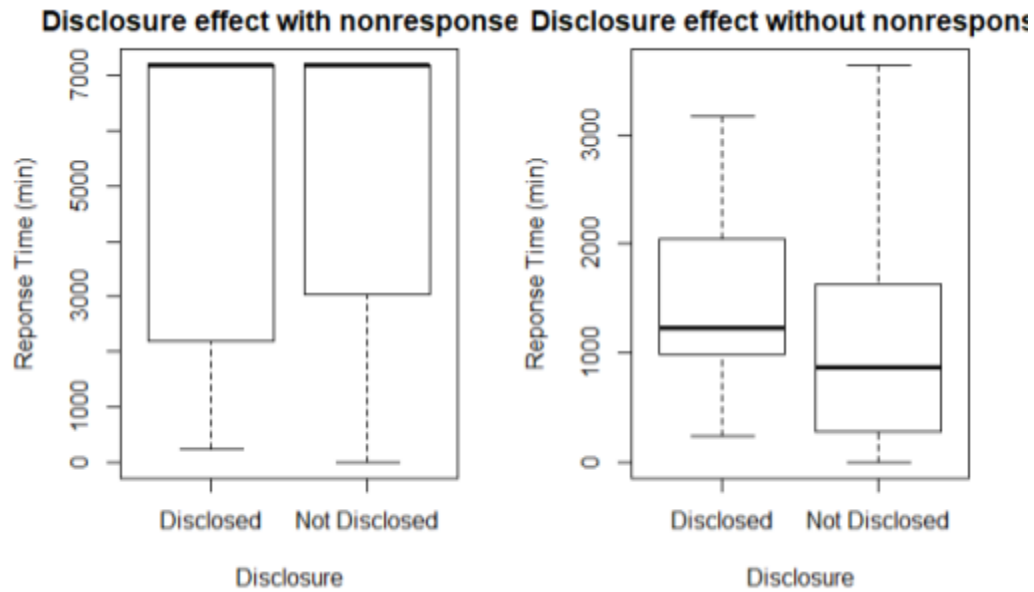 Disclosure effect with nonresponse
Reponse Time (min)
7000
5000
3000
1000
0
Disclosed Not Disclosed
Disclosure
Disclosure effect without nonrespons
Reponse Time (min)
3000
2000
1000
0
Disclosed Not Disclosed
Disclosure